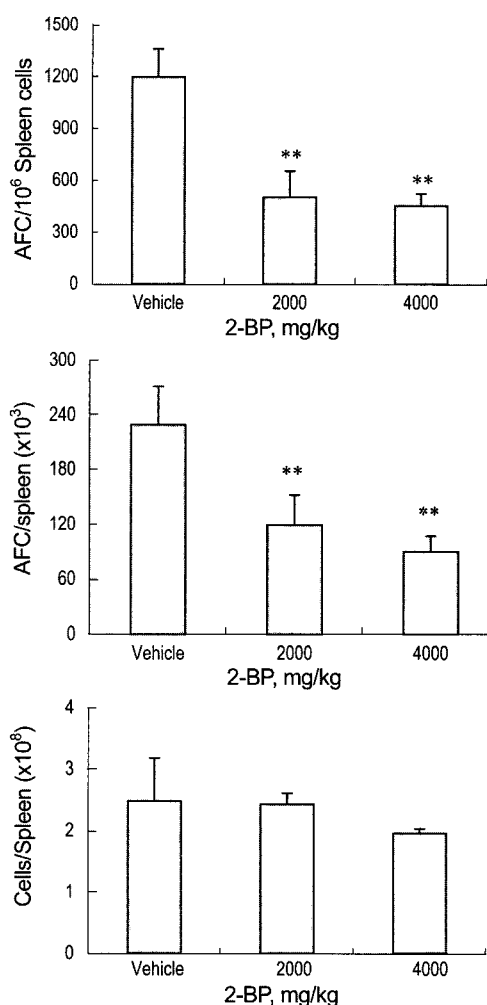 AFC/10⁶ Spleen cells
1500
1200
900
600
300
0
** **
Vehicle 2000 4000
2-BP, mg/kg
AFC/spleen (x10³)
300
240
180
120
60
0
** **
Vehicle 2000 4000
2-BP, mg/kg
Cells/Spleen (x10⁸)
4
3
2
1
0
Vehicle 2000 4000
2-BP, mg/kg